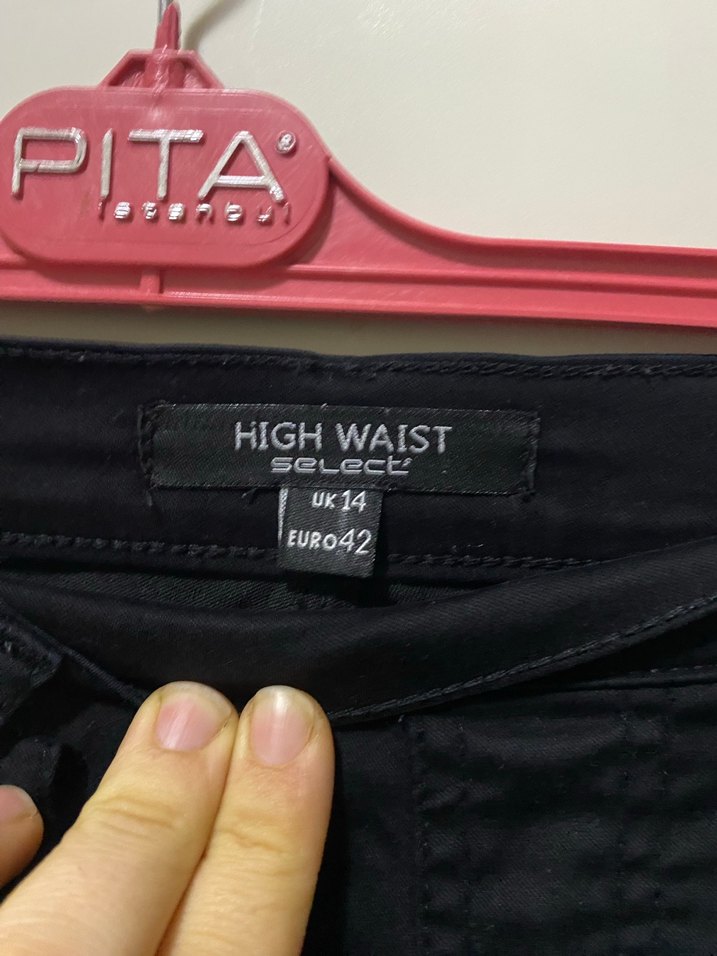 PITA®
istanbul
HIGH WAIST
select
UK 14
EURO 42